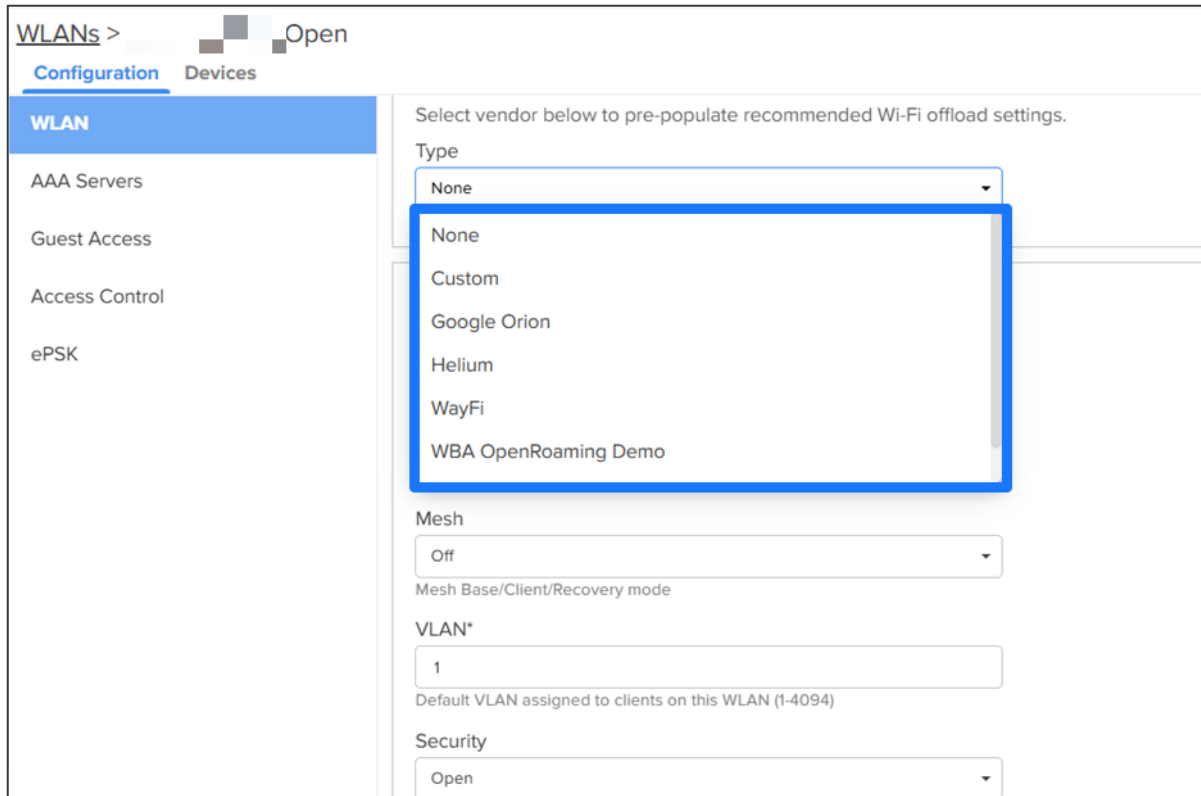 WLANs > Open
Configuration Devices
WLAN
AAA Servers
Guest Access
Access Control
ePSK
Select vendor below to pre-populate recommended Wi-Fi offload settings.
Type
None
None
Custom
Google Orion
Helium
WayFi
WBA OpenRoaming Demo
Mesh
Off
Mesh Base/Client/Recovery mode
VLAN*
1
Default VLAN assigned to clients on this WLAN (1-4094)
Security
Open